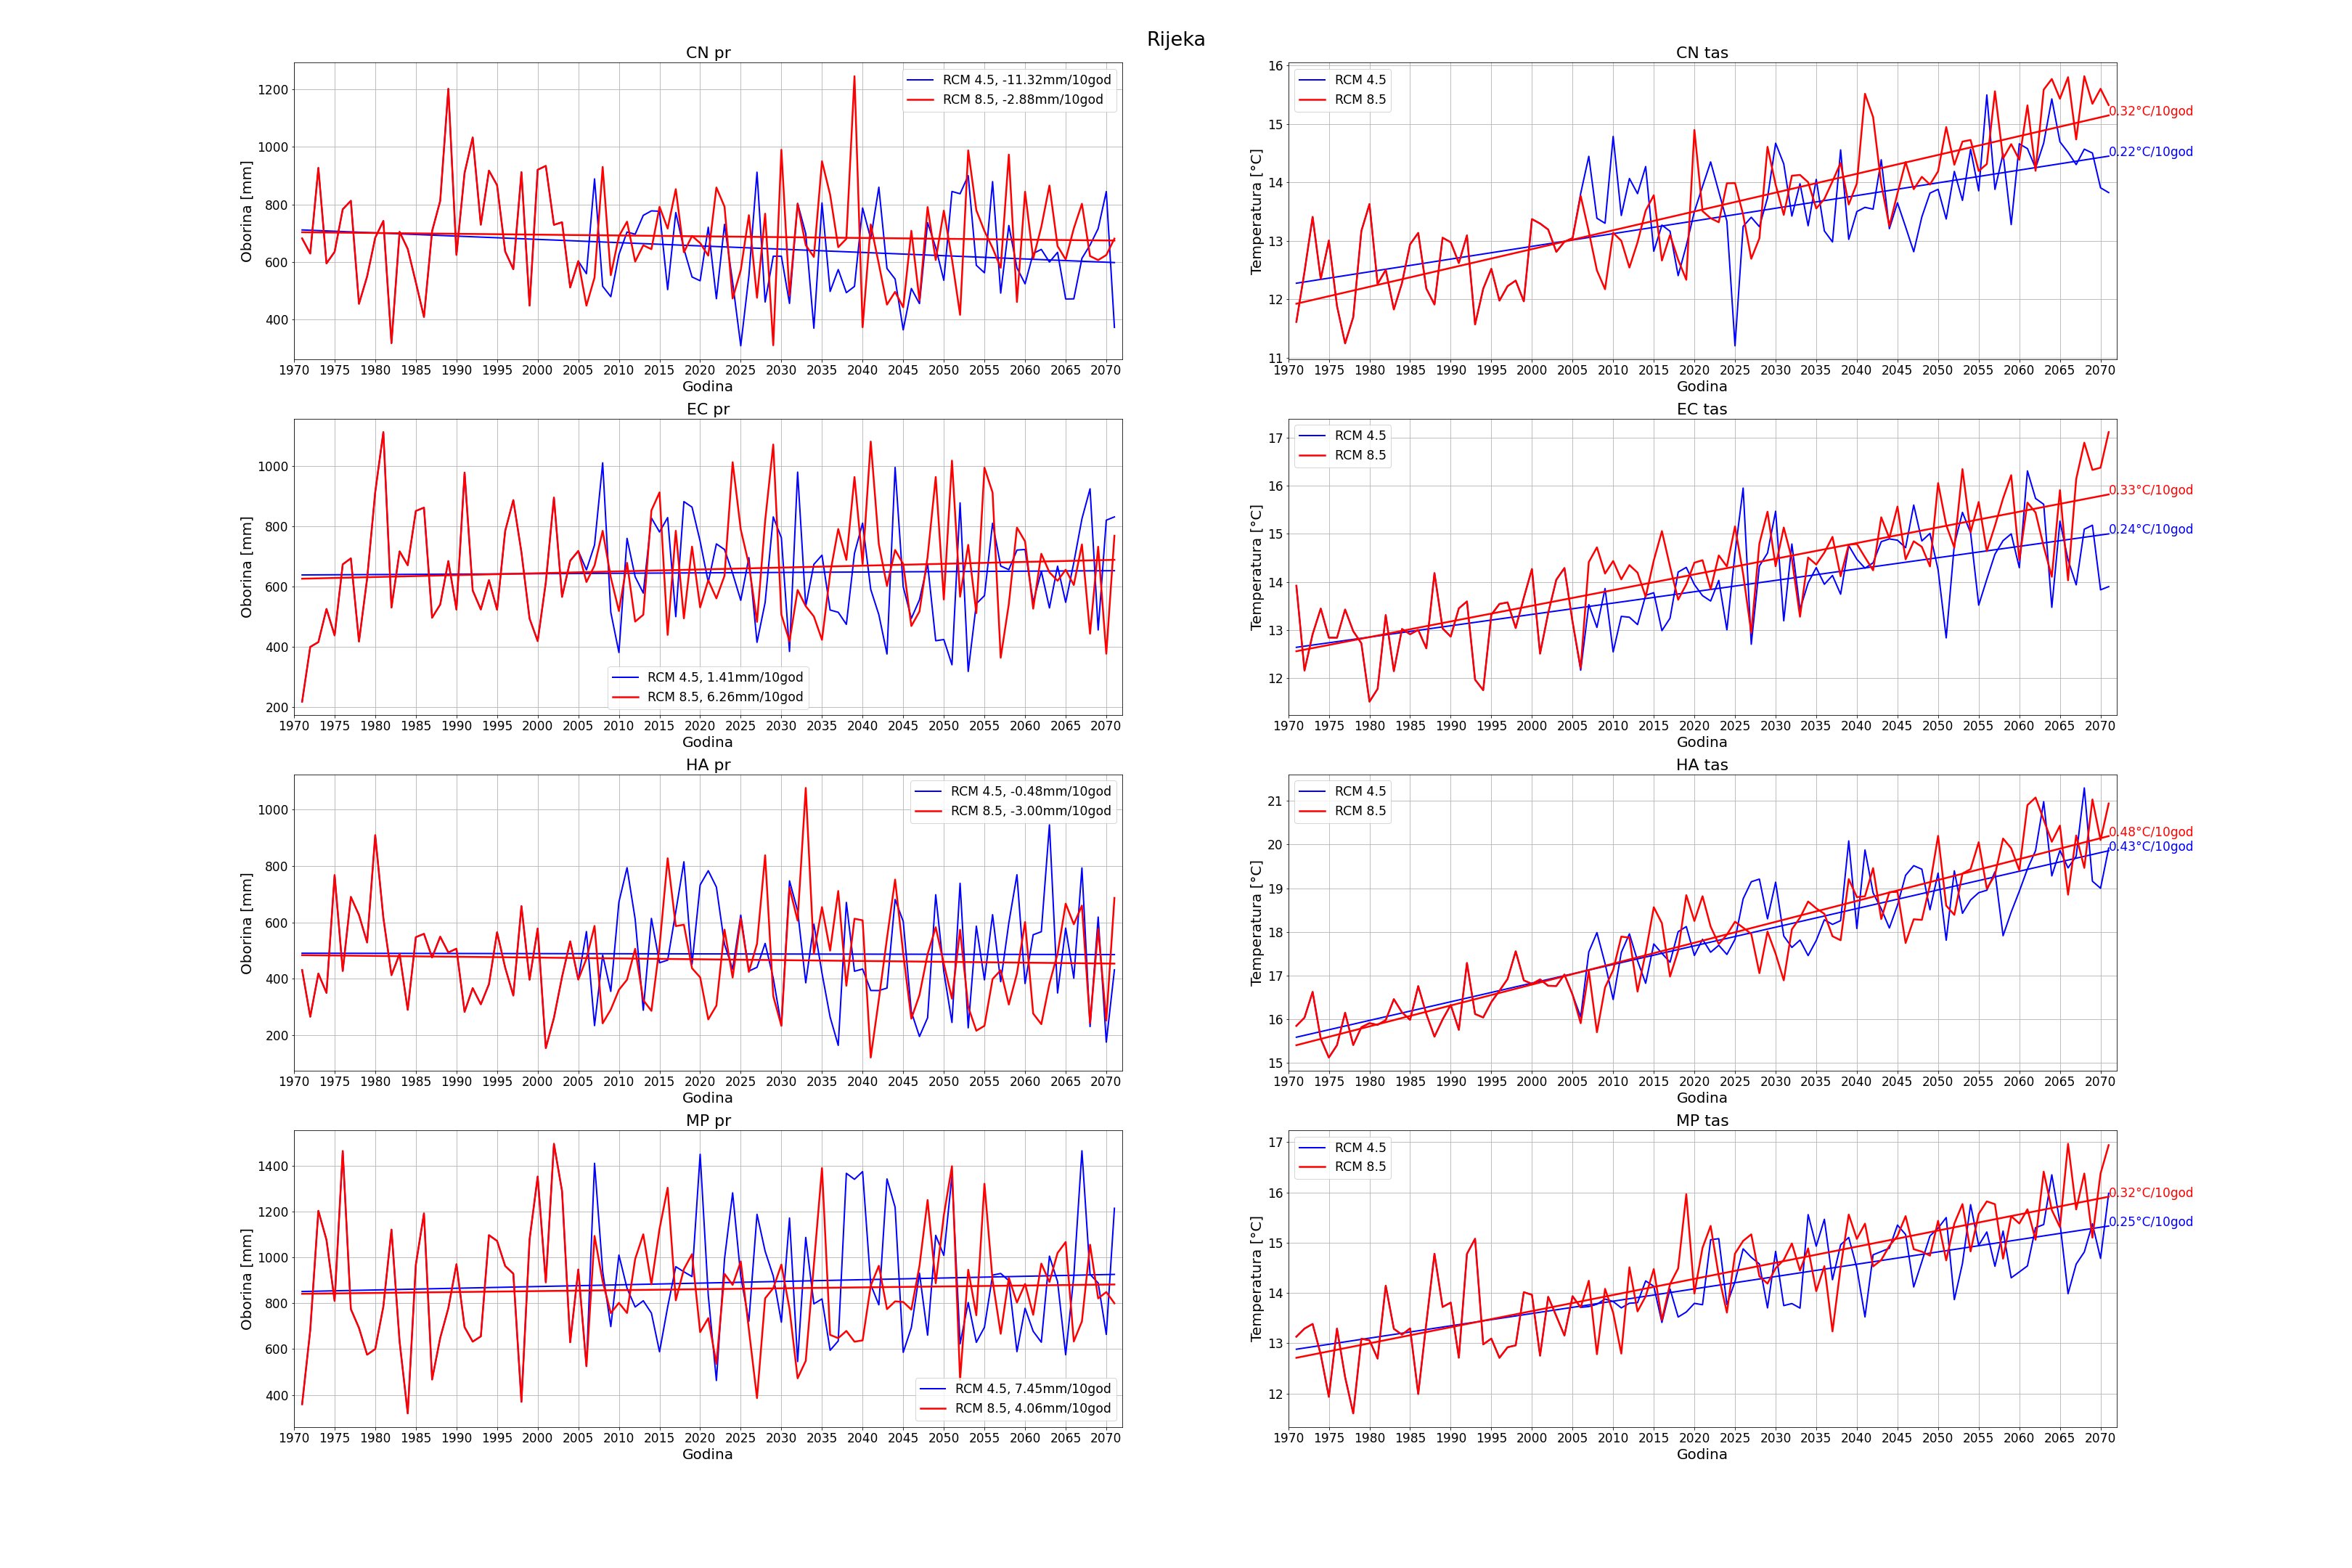 Rijeka
CN pr
Oborina [mm]
1200
1000
800
600
400
RCM 4.5, -11.32mm/10god
RCM 8.5, -2.88mm/10god
1970 1975 1980 1985 1990 1995 2000 2005 2010 2015 2020 2025 2030 2035 2040 2045 2050 2055 2060 2065 2070
Godina
CN tas
Temperatura [°C]
16
15
14
13
12
11
RCM 4.5
RCM 8.5
0.32°C/10god
0.22°C/10god
1970 1975 1980 1985 1990 1995 2000 2005 2010 2015 2020 2025 2030 2035 2040 2045 2050 2055 2060 2065 2070
Godina
EC pr
Oborina [mm]
1000
800
600
400
200
RCM 4.5, 1.41mm/10god
RCM 8.5, 6.26mm/10god
1970 1975 1980 1985 1990 1995 2000 2005 2010 2015 2020 2025 2030 2035 2040 2045 2050 2055 2060 2065 2070
Godina
EC tas
Temperatura [°C]
17
16
15
14
13
12
RCM 4.5
RCM 8.5
0.33°C/10god
0.24°C/10god
1970 1975 1980 1985 1990 1995 2000 2005 2010 2015 2020 2025 2030 2035 2040 2045 2050 2055 2060 2065 2070
Godina
HA pr
Oborina [mm]
1000
800
600
400
200
RCM 4.5, -0.48mm/10god
RCM 8.5, -3.00mm/10god
1970 1975 1980 1985 1990 1995 2000 2005 2010 2015 2020 2025 2030 2035 2040 2045 2050 2055 2060 2065 2070
Godina
HA tas
Temperatura [°C]
21
20
19
18
17
16
15
RCM 4.5
RCM 8.5
0.48°C/10god
0.43°C/10god
1970 1975 1980 1985 1990 1995 2000 2005 2010 2015 2020 2025 2030 2035 2040 2045 2050 2055 2060 2065 2070
Godina
MP pr
Oborina [mm]
1400
1200
1000
800
600
400
RCM 4.5, 7.45mm/10god
RCM 8.5, 4.06mm/10god
1970 1975 1980 1985 1990 1995 2000 2005 2010 2015 2020 2025 2030 2035 2040 2045 2050 2055 2060 2065 2070
Godina
MP tas
Temperatura [°C]
17
16
15
14
13
12
RCM 4.5
RCM 8.5
0.32°C/10god
0.25°C/10god
1970 1975 1980 1985 1990 1995 2000 2005 2010 2015 2020 2025 2030 2035 2040 2045 2050 2055 2060 2065 2070
Godina